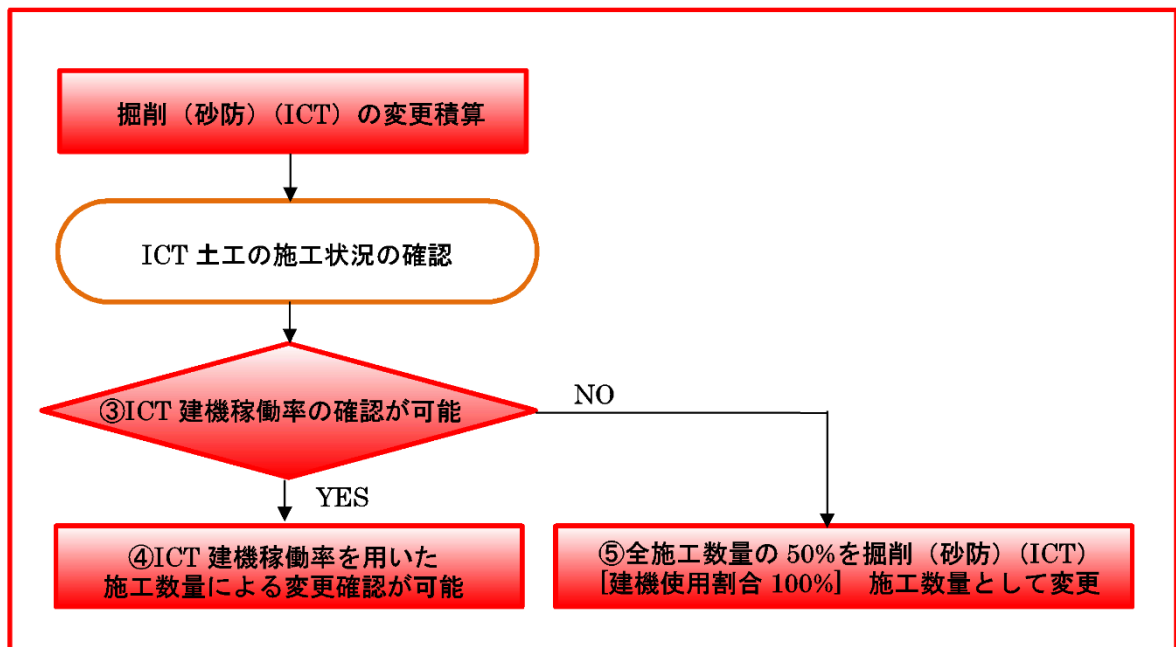 掘削（砂防）(ICT) の変更積算
ICT 土工の施工状況の確認
③ICT 建機稼働率の確認が可能
NO
YES
④ICT 建機稼働率を用いた
施工数量による変更確認が可能
⑤全施工数量の 50%を掘削（砂防）(ICT)
[建機使用割合 100%]　施工数量として変更